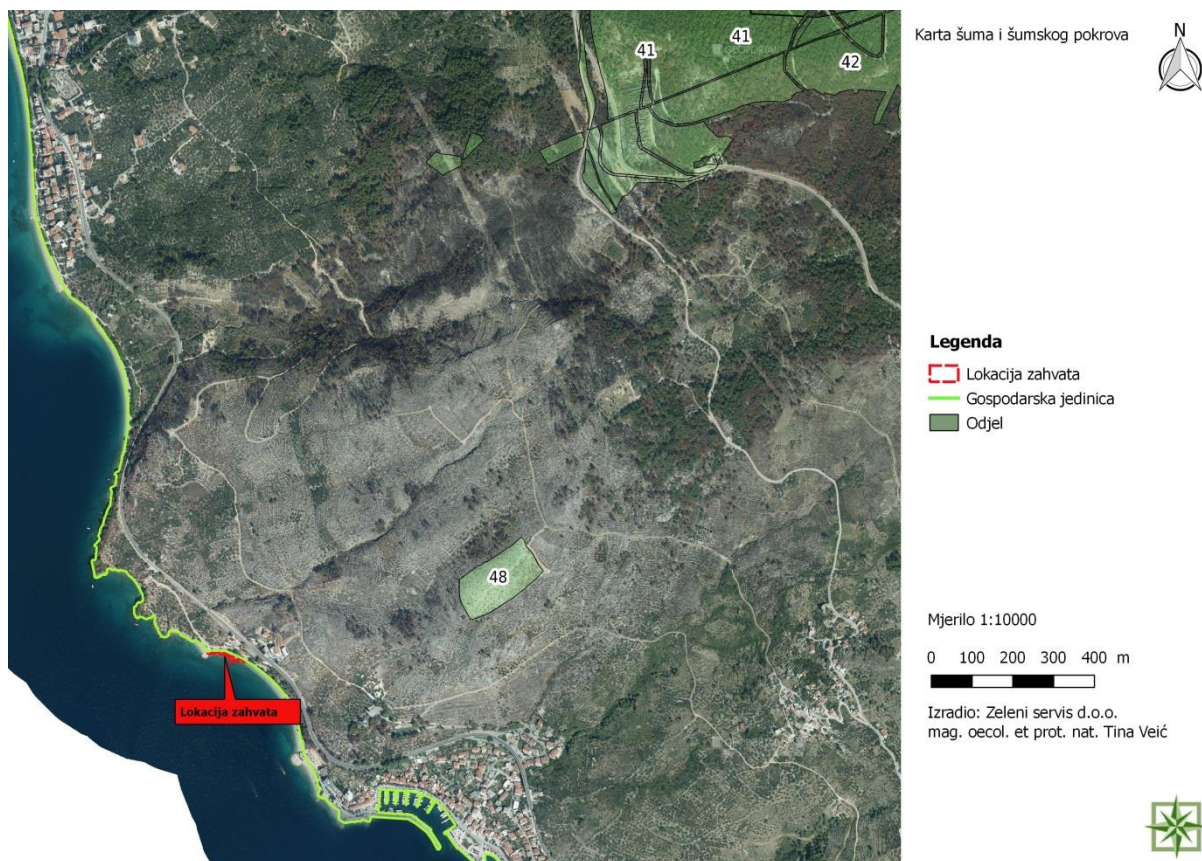 Karta šuma i šumskog pokrova
N
41
41
GEOPORTAL
42
48
Lokacija zahvata
Legenda
Lokacija zahvata
Gospodarska jedinica
Odjel
Mjerilo 1:10000
0 100 200 300 400 m
Izradio: Zeleni servis d.o.o.
mag. oecol. et prot. nat. Tina Veić